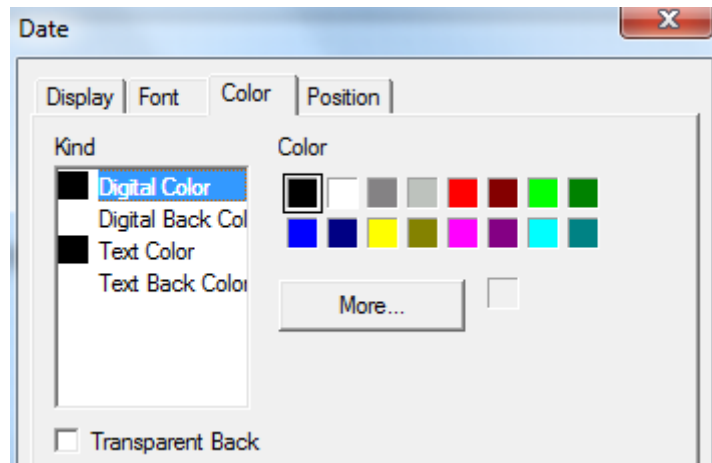 Date
Display Font Color Position
Kind Color
Digital Color
Digital Back Col
Text Color
Text Back Color
More...
Transparent Back